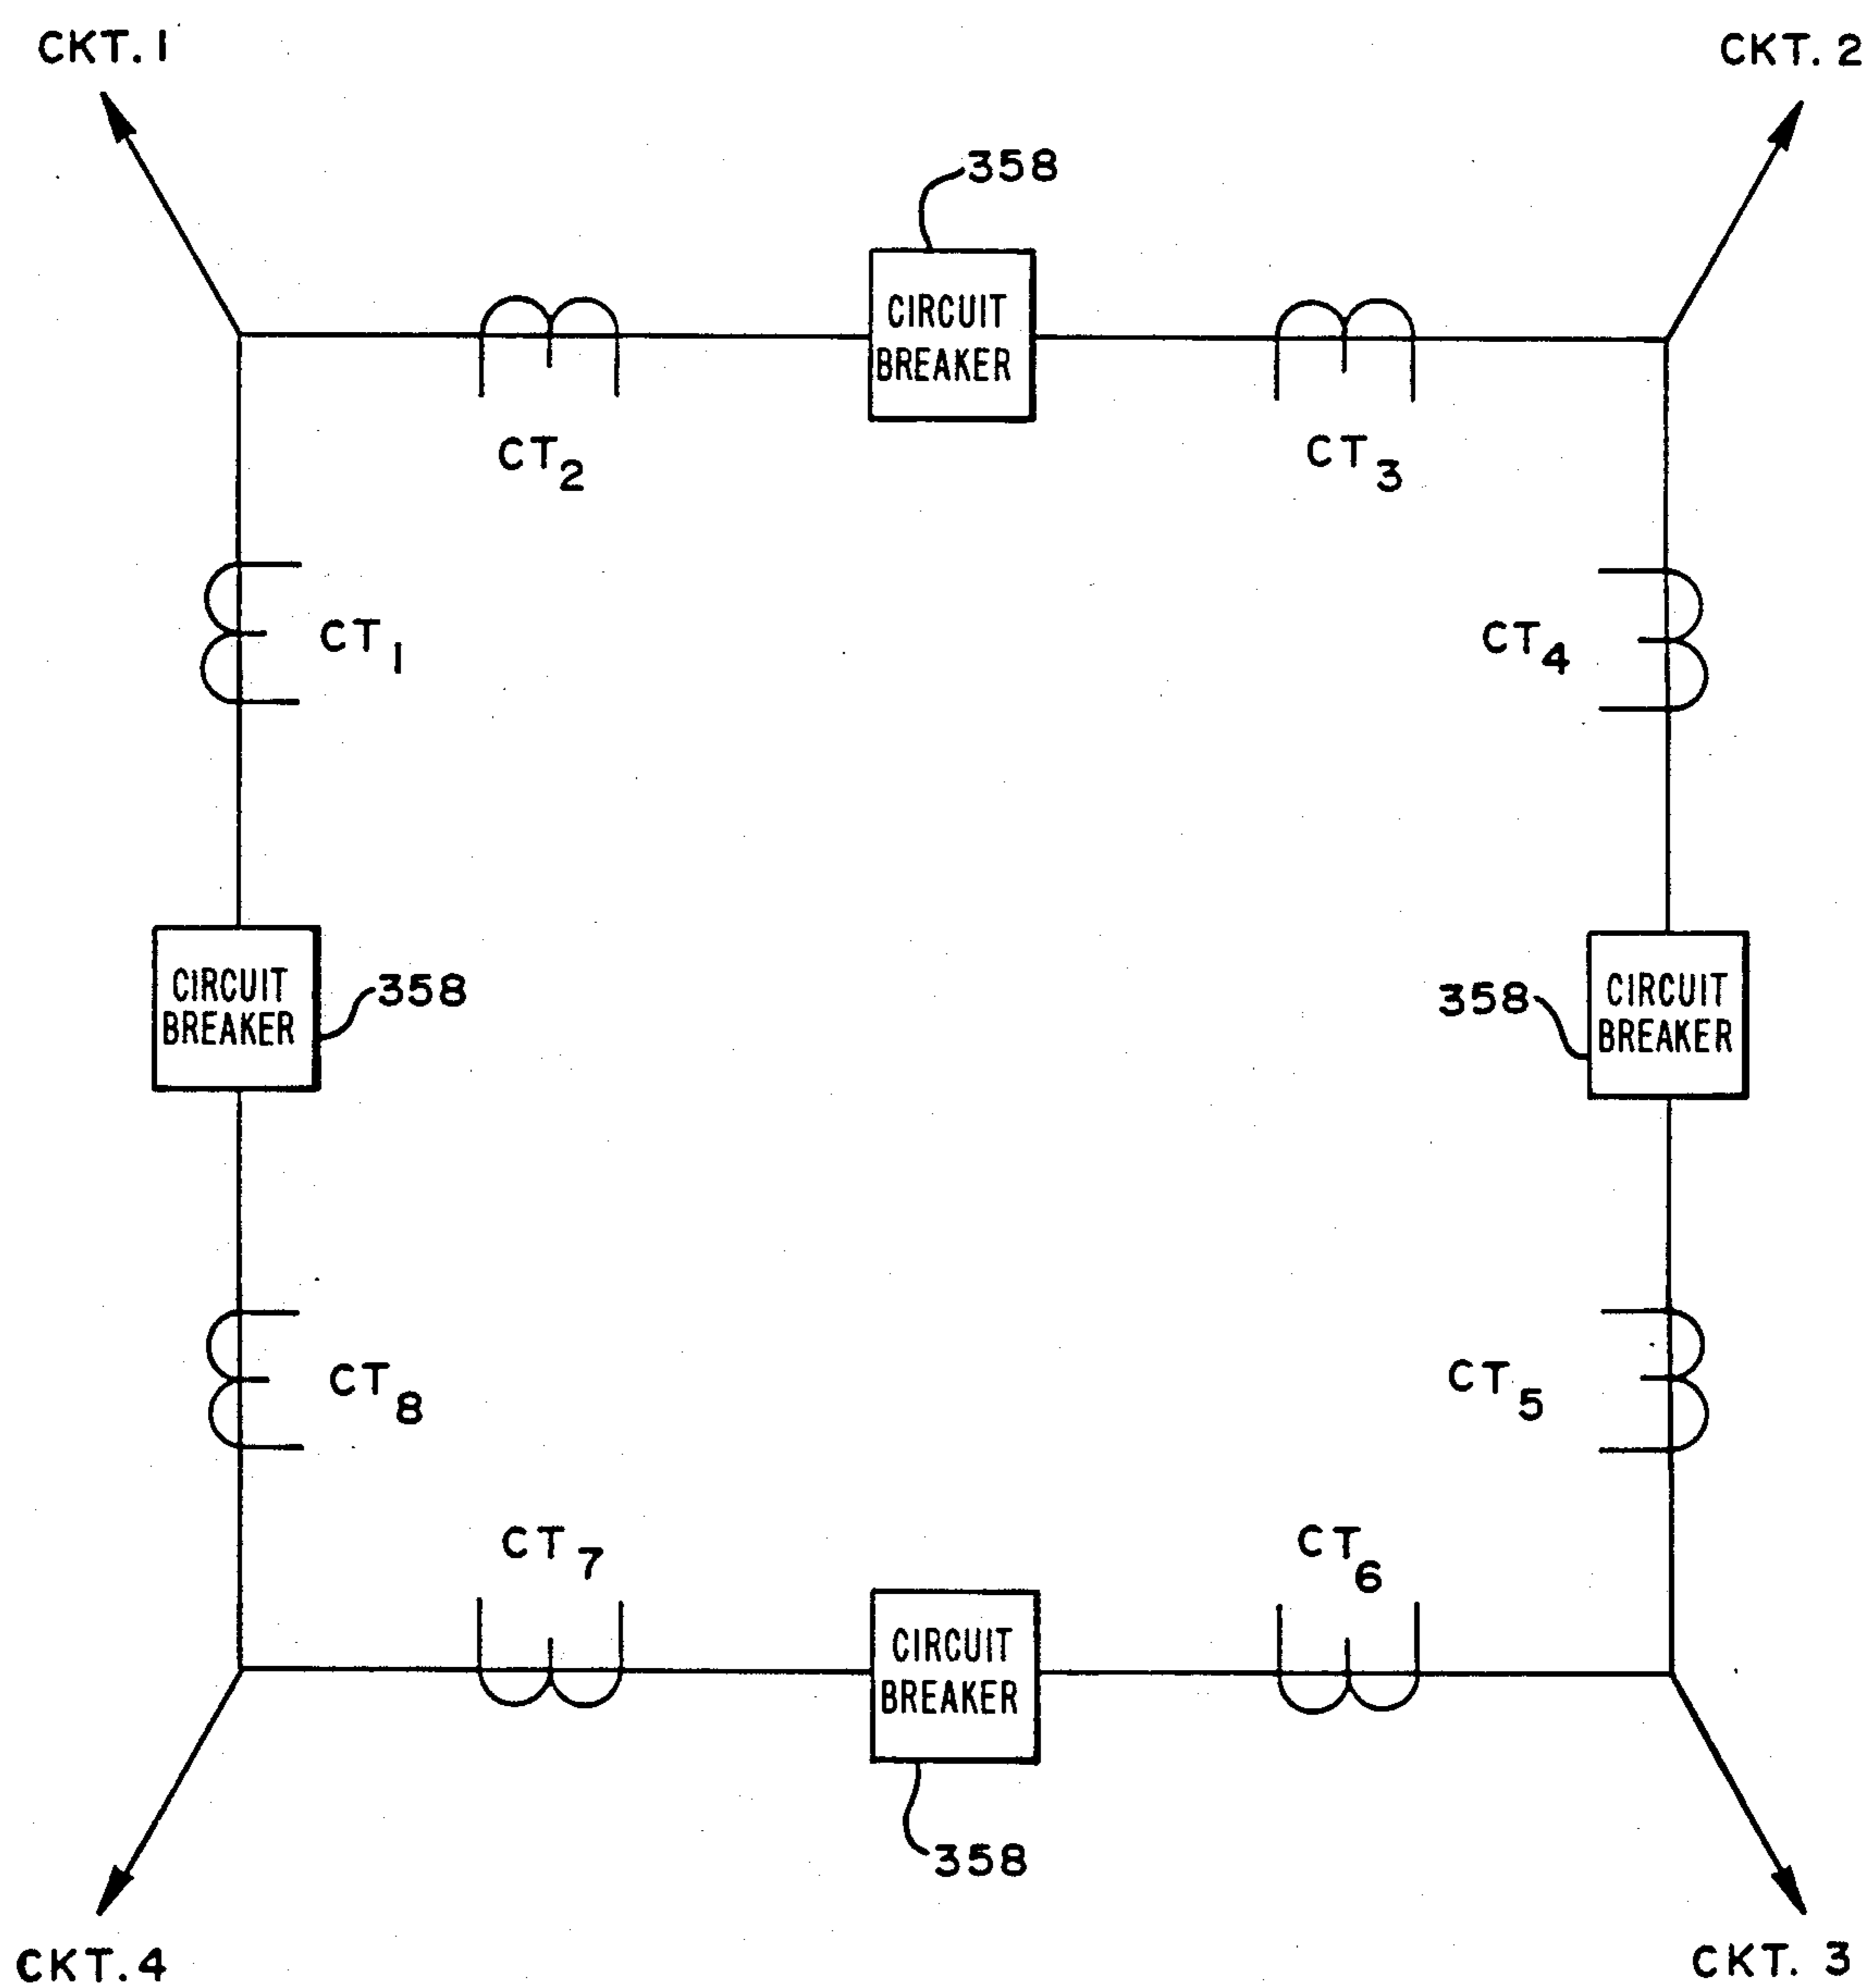 CKT. 1
CKT. 2
358
CIRCUIT
BREAKER
CT2
CT3
CT1
CT4
CIRCUIT
BREAKER
358
358
CIRCUIT
BREAKER
CT8
CT5
CT7
CT6
CIRCUIT
BREAKER
358
CKT. 4
CKT. 3